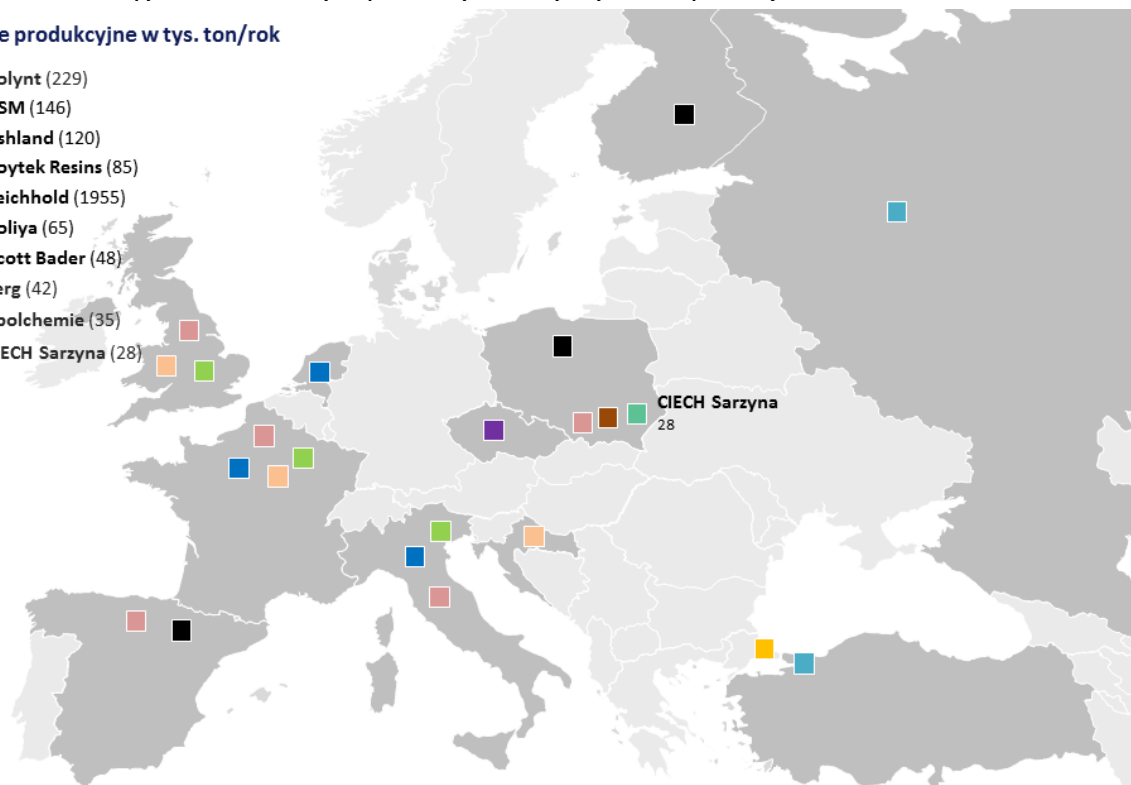 e produkcyjne w tys. ton/rok
olynt (229)
SM (146)
shland (120)
oytek Resins (85)
eichhold (1955)
oliya (65)
cott Bader (48)
erg (42)
polchemie (35)
IECH Sarzyna (28)
CIECH Sarzyna
28